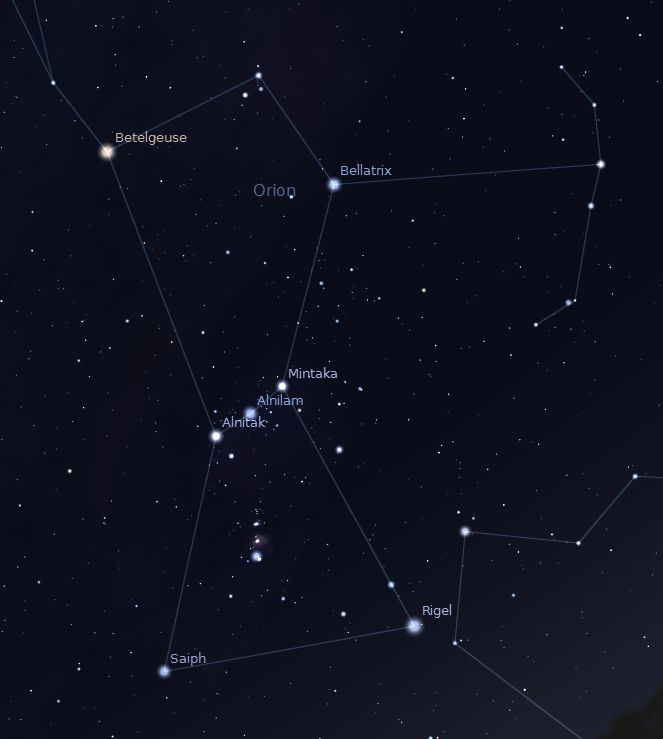 Betelgeuse
Bellatrix
Orion
Mintaka
Alnilam
Alnitak
Rigel
Saiph